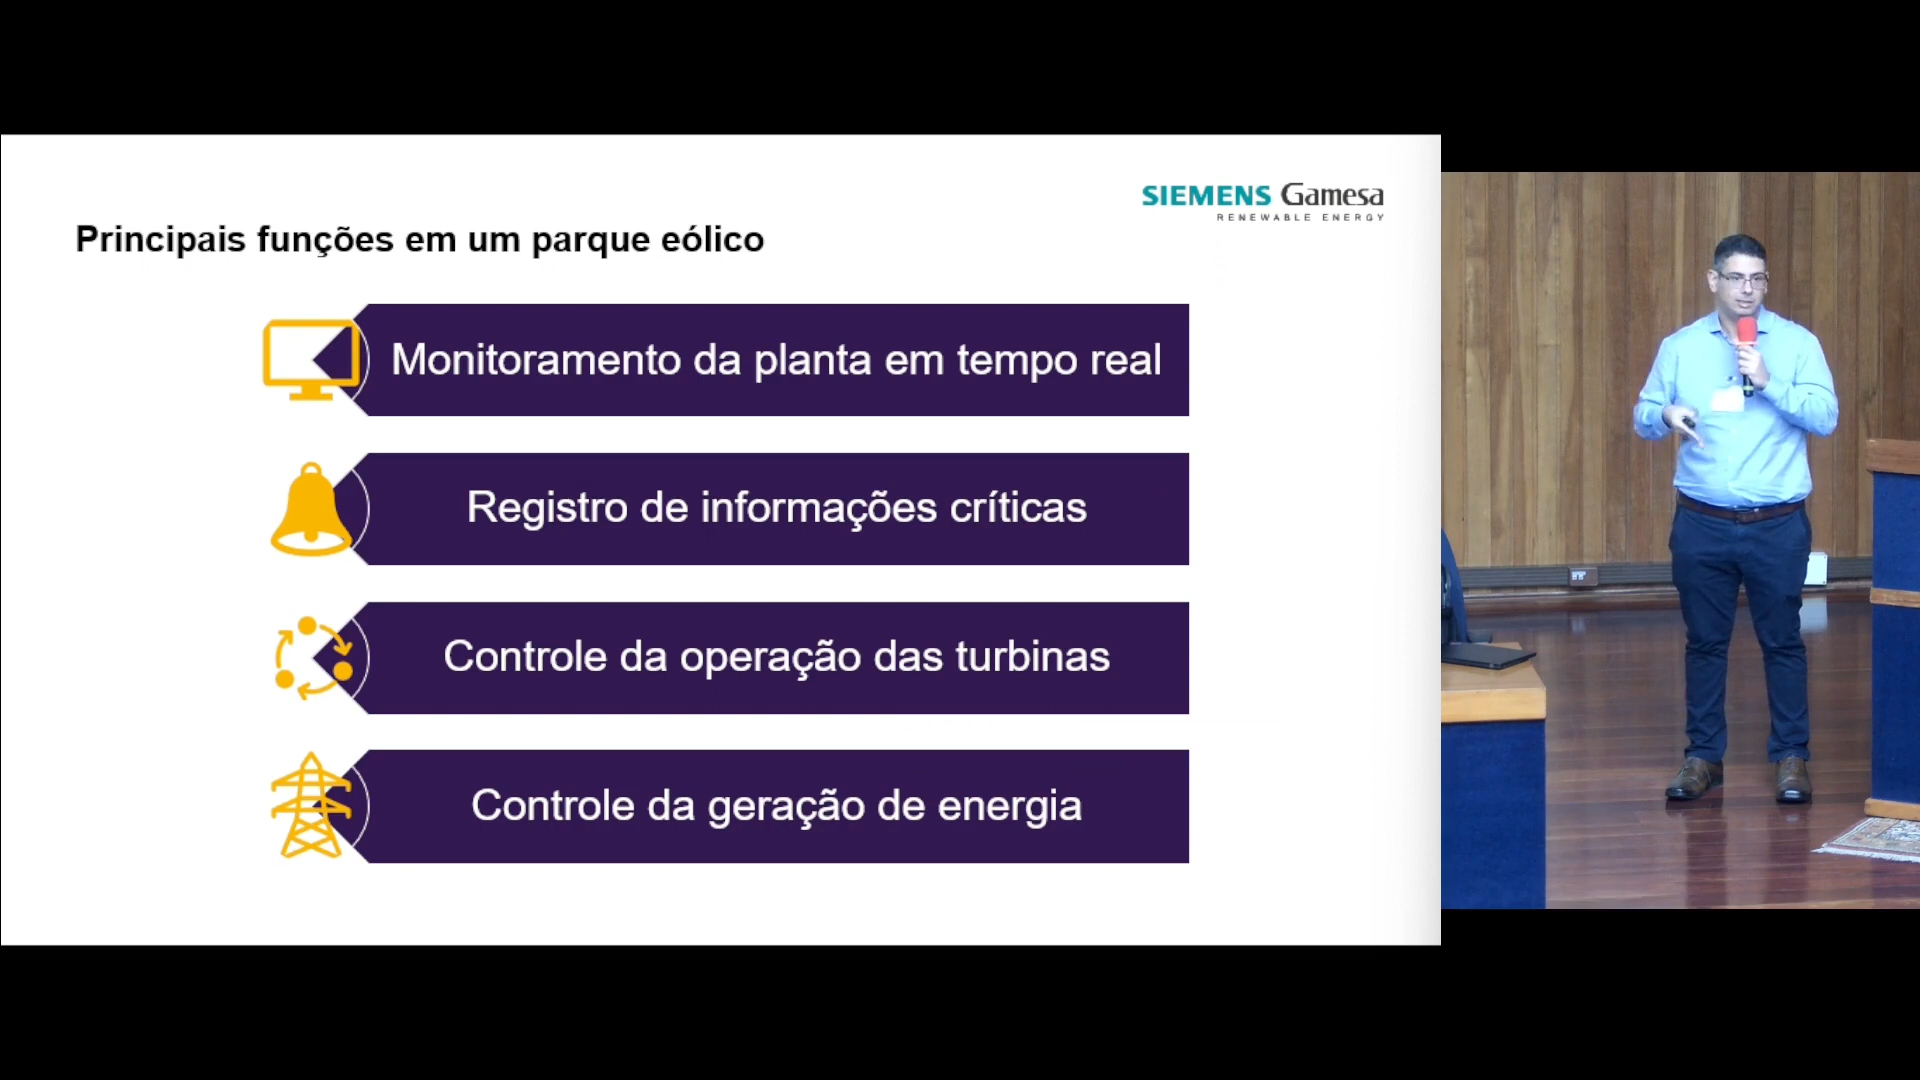 SIEMENS Gamesa
RENEWABLE ENERGY
Principais funções em um parque eólico
Monitoramento da planta em tempo real
Registro de informações críticas
Controle da operação das turbinas
Controle da geração de energia